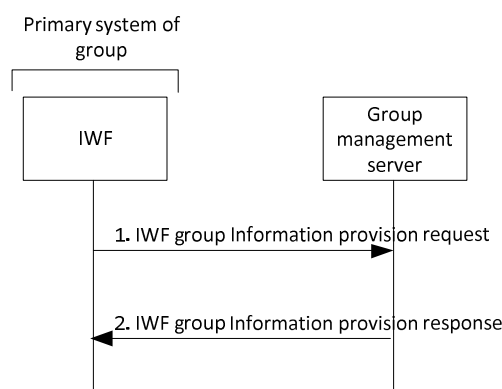 Primary system of
group
IWF
Group
management
server
1. IWF group Information provision request
2. IWF group Information provision response